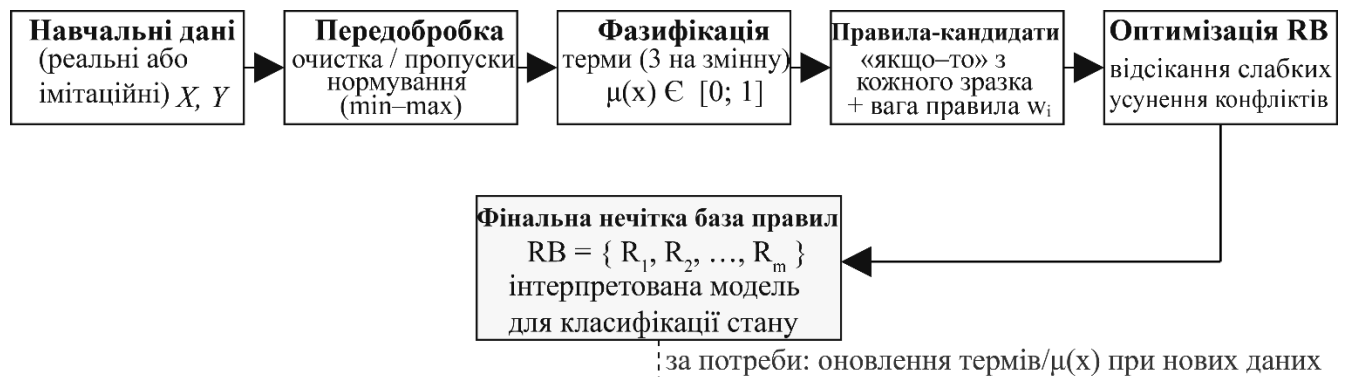 Навчальні дані
(реальні або
імітаційні) X, Y
Передобробка
очистка / пропуски
нормування
(min–max)
Фазифікація
терми (3 на змінну)
μ(x) Є [0; 1]
Правила-кандидати
«якщо–то» з
кожного зразка
+ вага правила wᵢ
Оптимізація RB
відсікання слабких
усунення конфліктів
Фінальна нечітка база правил
RB = { R₁, R₂, …, Rₘ }
інтерпретована модель
для класифікації стану
за потреби: оновлення термів/μ(x) при нових даних